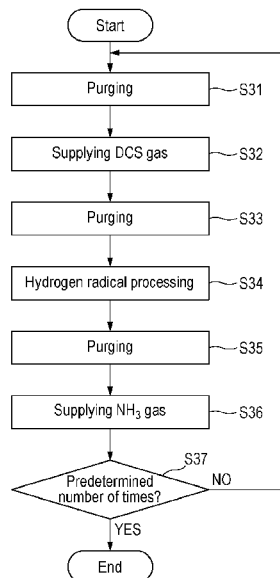 Start
Purging
S31
Supplying DCS gas
S32
Purging
S33
Hydrogen radical processing
S34
Purging
S35
Supplying NH₃ gas
S36
S37
Predetermined
number of times?
NO
YES
End